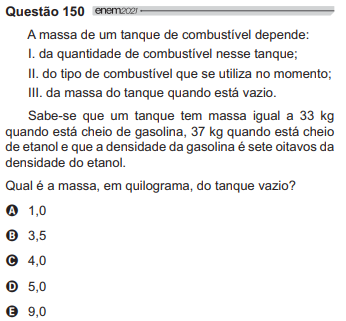 Questão 150 enem2021
A massa de um tanque de combustível depende:
I. da quantidade de combustível nesse tanque;
II. do tipo de combustível que se utiliza no momento;
III. da massa do tanque quando está vazio.
Sabe-se que um tanque tem massa igual a 33 kg
quando está cheio de gasolina, 37 kg quando está cheio
de etanol e que a densidade da gasolina é sete oitavos da
densidade do etanol.
Qual é a massa, em quilograma, do tanque vazio?
A 1,0
B 3,5
C 4,0
D 5,0
E 9,0